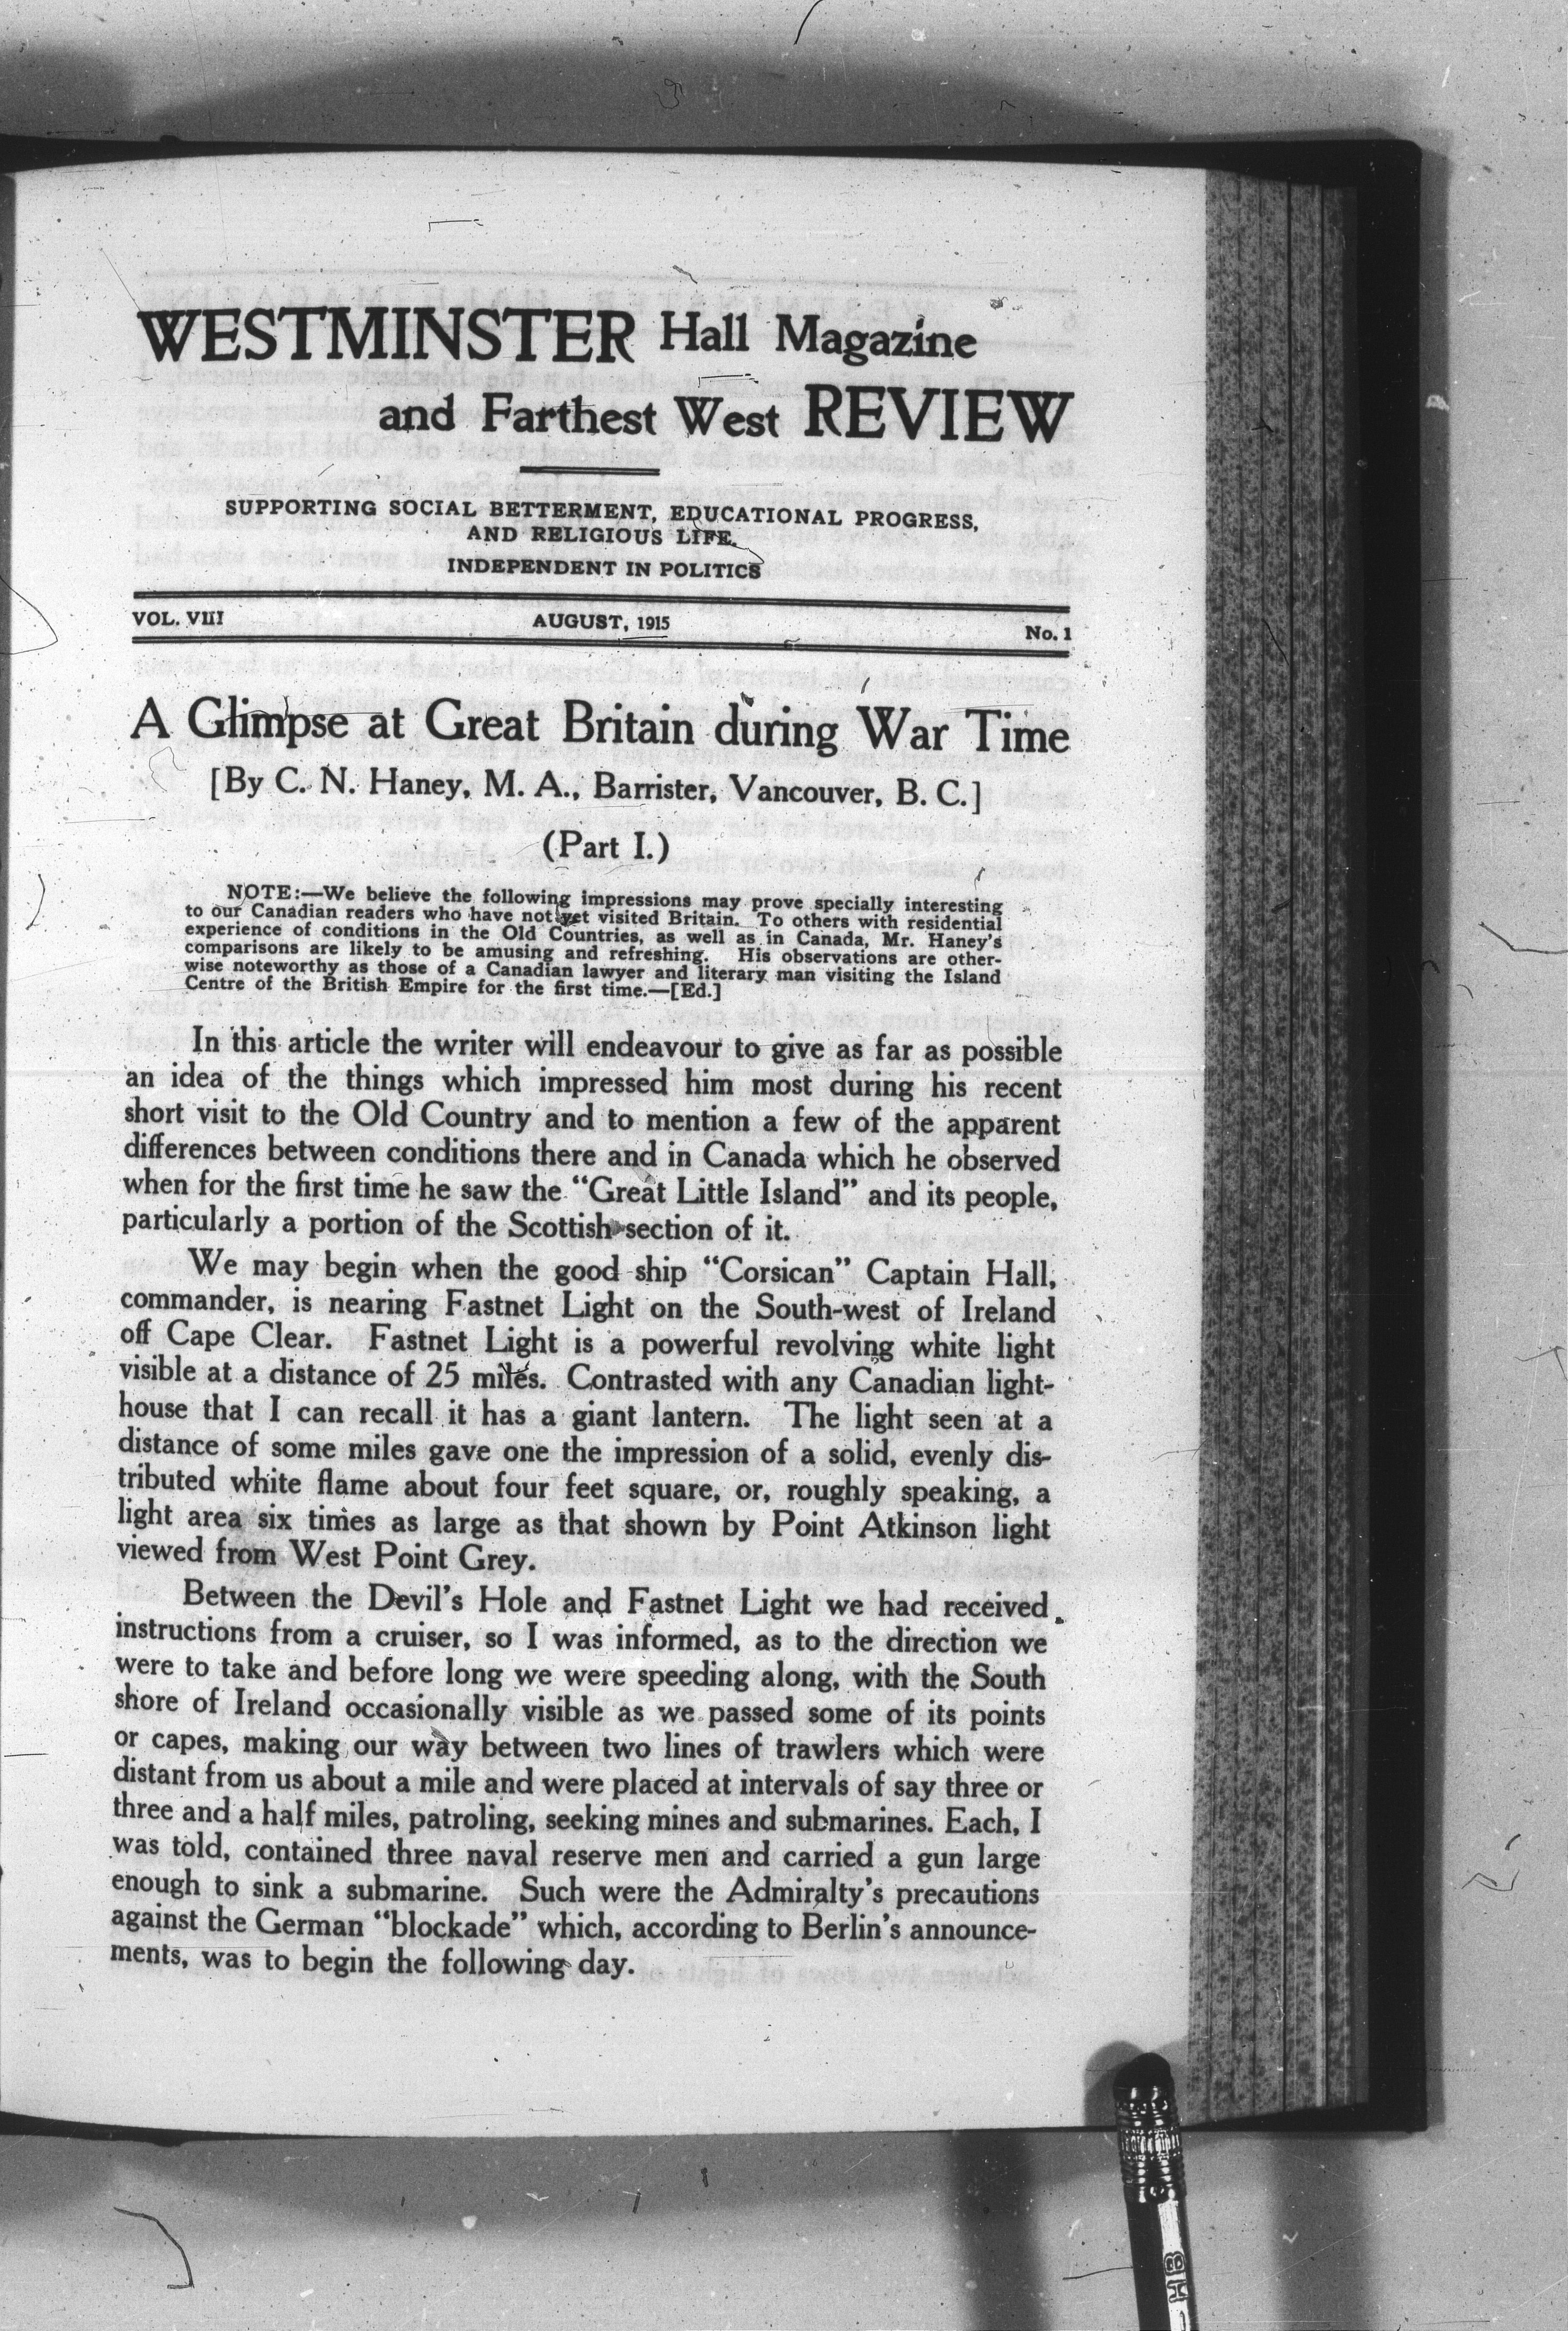 WESTMINSTER Hall Magazine
and Farthest West REVIEW
SUPPORTING SOCIAL BETTERMENT, EDUCATIONAL PROGRESS,
AND RELIGIOUS LIFE.
INDEPENDENT IN POLITICS
VOL. VIII AUGUST, 1915 No. 1
A Glimpse at Great Britain during War Time
[By C. N. Haney, M. A., Barrister, Vancouver, B. C.]
(Part I.)
NOTE:—We believe the following impressions may prove specially interesting
to our Canadian readers who have not yet visited Britain. To others with residential
experience of conditions in the Old Countries, as well as in Canada, Mr. Haney's
comparisons are likely to be amusing and refreshing. His observations are other-
wise noteworthy as those of a Canadian lawyer and literary man visiting the Island
Centre of the British Empire for the first time.—[Ed.]
In this article the writer will endeavour to give as far as possible
an idea of the things which impressed him most during his recent
short visit to the Old Country and to mention a few of the apparent
differences between conditions there and in Canada which he observed
when for the first time he saw the "Great Little Island" and its people,
particularly a portion of the Scottish section of it.
We may begin when the good ship "Corsican" Captain Hall,
commander, is nearing Fastnet Light on the South-west of Ireland
off Cape Clear. Fastnet Light is a powerful revolving white light
visible at a distance of 25 miles. Contrasted with any Canadian light-
house that I can recall it has a giant lantern. The light seen at a
distance of some miles gave one the impression of a solid, evenly dis-
tributed white flame about four feet square, or, roughly speaking, a
light area six times as large as that shown by Point Atkinson light
viewed from West Point Grey.
Between the Devil's Hole and Fastnet Light we had received
instructions from a cruiser, so I was informed, as to the direction we
were to take and before long we were speeding along, with the South
shore of Ireland occasionally visible as we passed some of its points
or capes, making our way between two lines of trawlers which were
distant from us about a mile and were placed at intervals of say three or
three and a half miles, patroling, seeking mines and submarines. Each, I
was told, contained three naval reserve men and carried a gun large
enough to sink a submarine. Such were the Admiralty's precautions
against the German "blockade" which, according to Berlin's announce-
ments, was to begin the following day.
HB